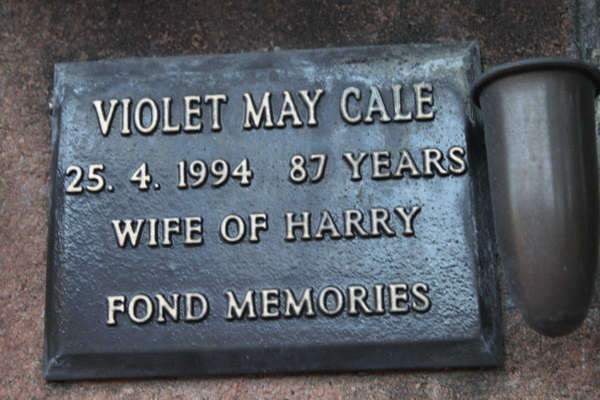 VIOLET MAY CALE
25. 4. 1994 87 YEARS
WIFE OF HARRY
FOND MEMORIES